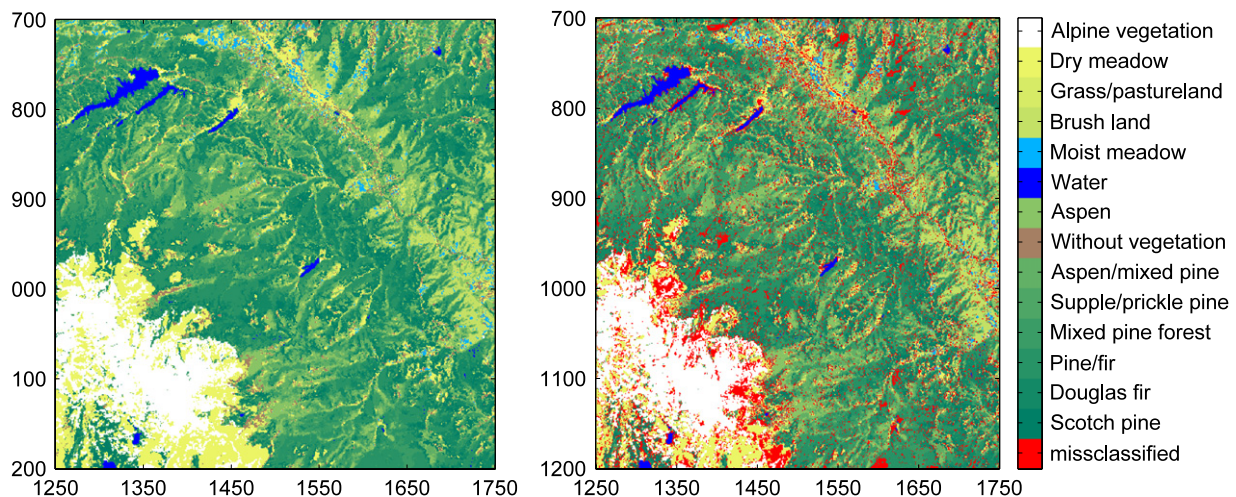 700
800
900
000
100
200
1250 1350 1450 1550 1650 1750
700
800
900
1000
1100
1200
1250 1350 1450 1550 1650 1750
Alpine vegetation
Dry meadow
Grass/pastureland
Brush land
Moist meadow
Water
Aspen
Without vegetation
Aspen/mixed pine
Supple/prickle pine
Mixed pine forest
Pine/fir
Douglas fir
Scotch pine
missclassified